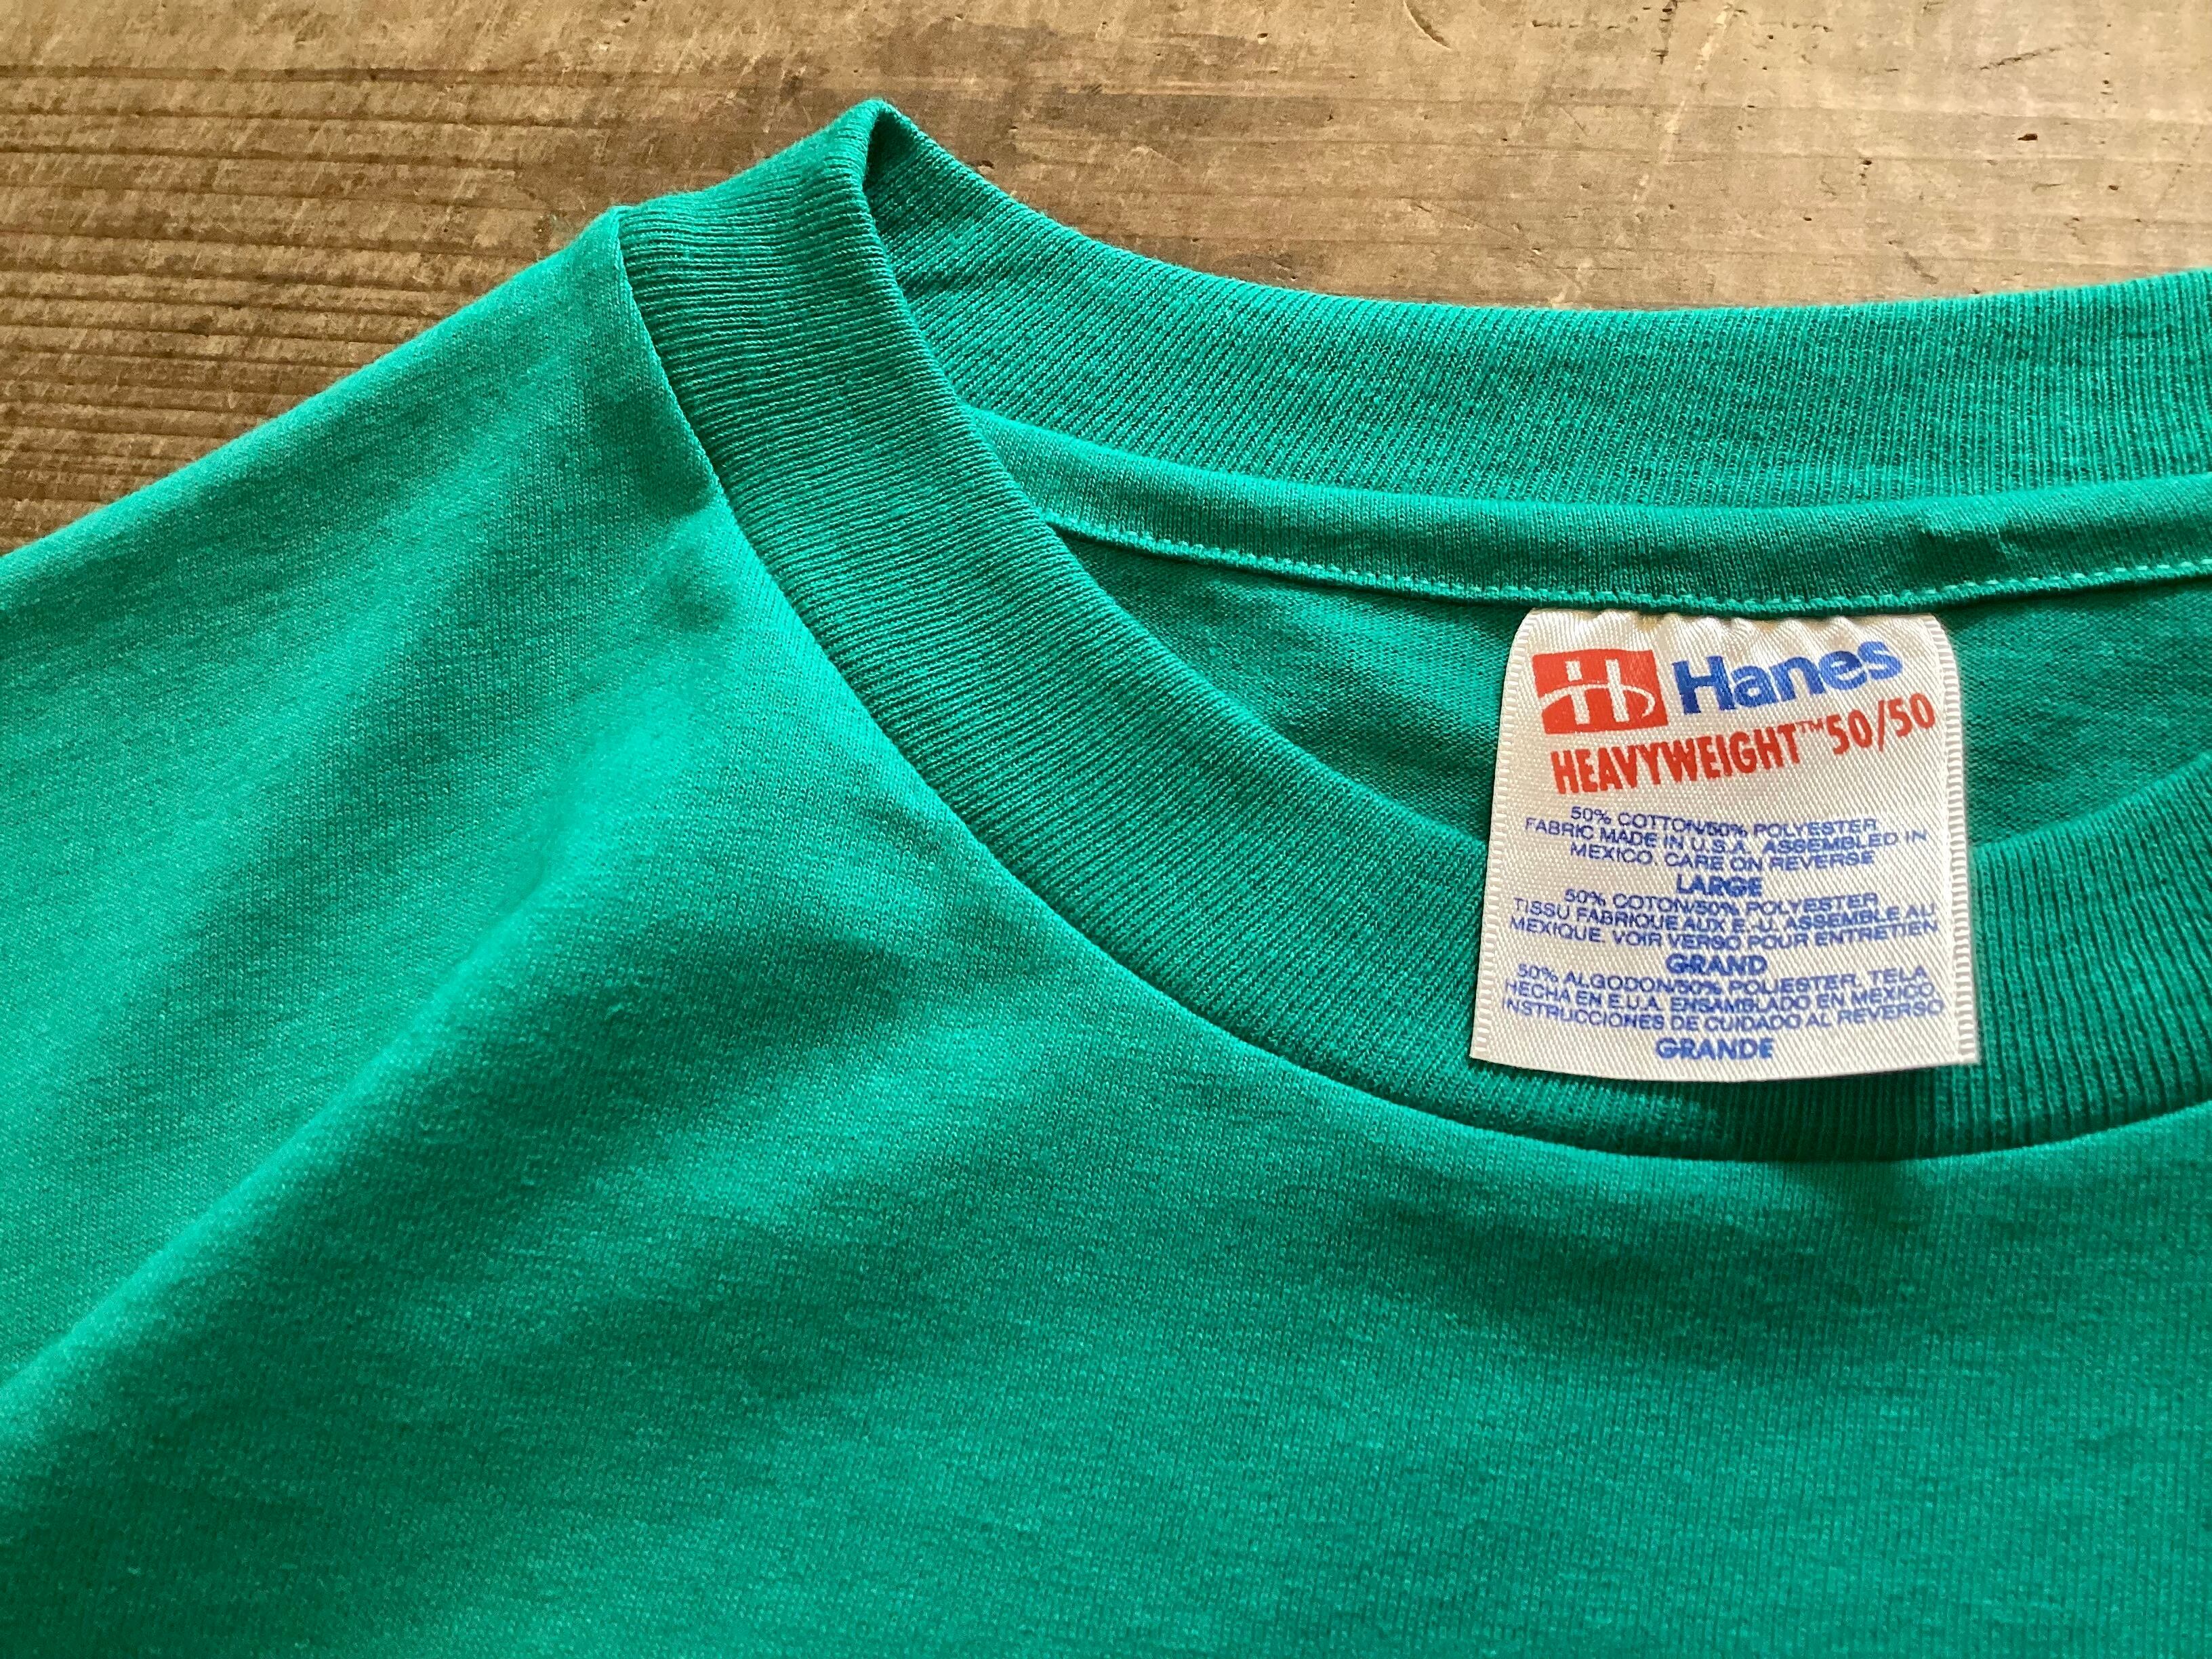 Hanes
HEAVYWEIGHT™ 50/50
50% COTTON/50% POLYESTER
FABRIC MADE IN U.S.A. ASSEMBLED IN
MEXICO. CARE ON REVERSE
LARGE
50% COTON/50% POLYESTER
TISSU FABRIQUE AUX E.-U. ASSEMBLE AU
MEXIQUE. VOIR VERSO POUR ENTRETIEN
GRAND
50% ALGODON/50% POLIESTER. TELA
HECHA EN E.U.A. ENSAMBLADO EN MEXICO.
INSTRUCCIONES DE CUIDADO AL REVERSO
GRANDE